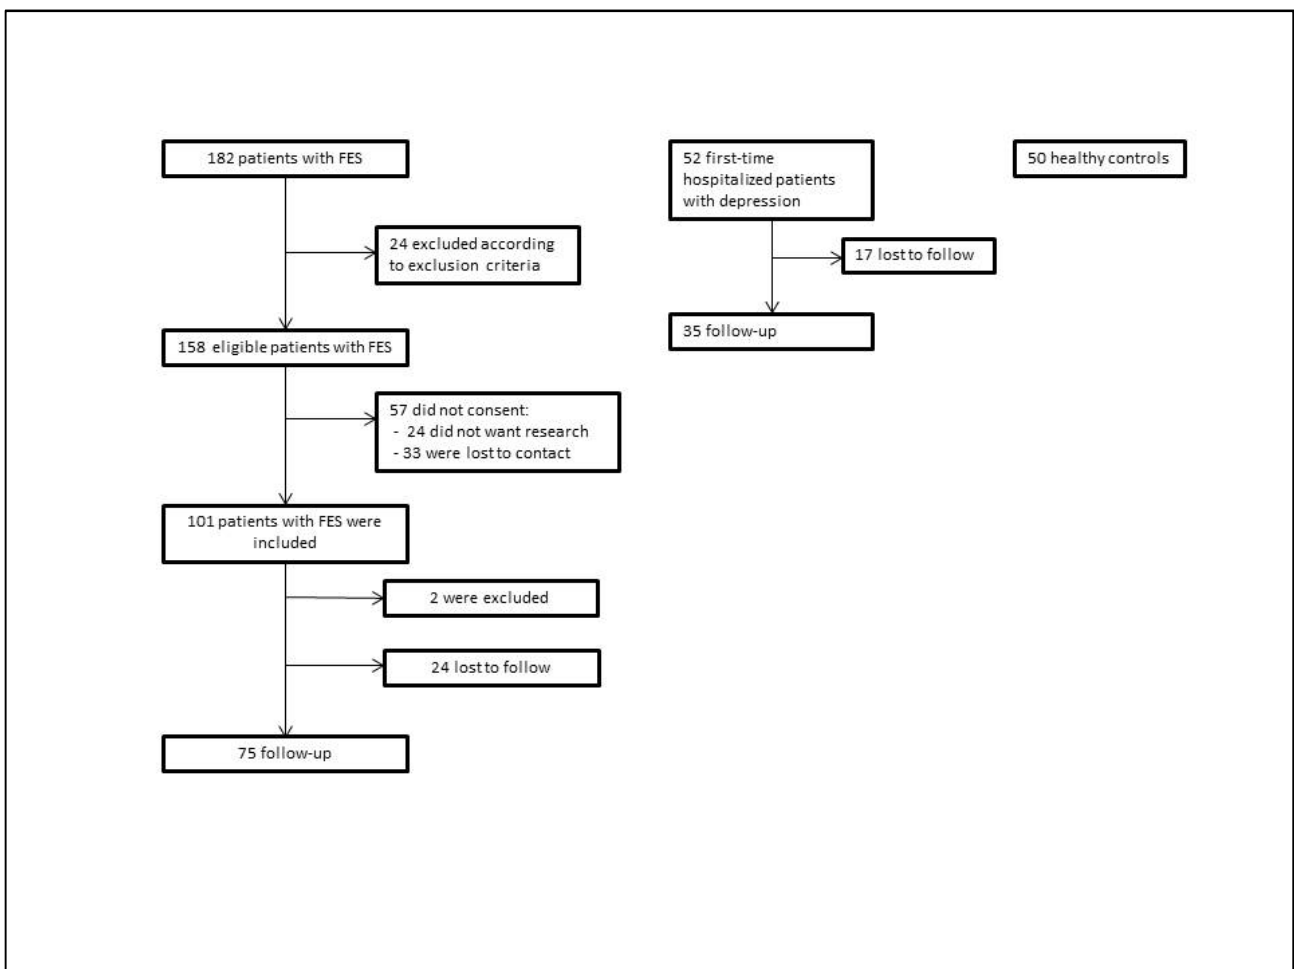 182 patients with FES
24 excluded according
to exclusion criteria
158 eligible patients with FES
57 did not consent:
- 24 did not want research
- 33 were lost to contact
101 patients with FES were
included
2 were excluded
24 lost to follow
75 follow-up
52 first-time
hospitalized patients
with depression
17 lost to follow
35 follow-up
50 healthy controls